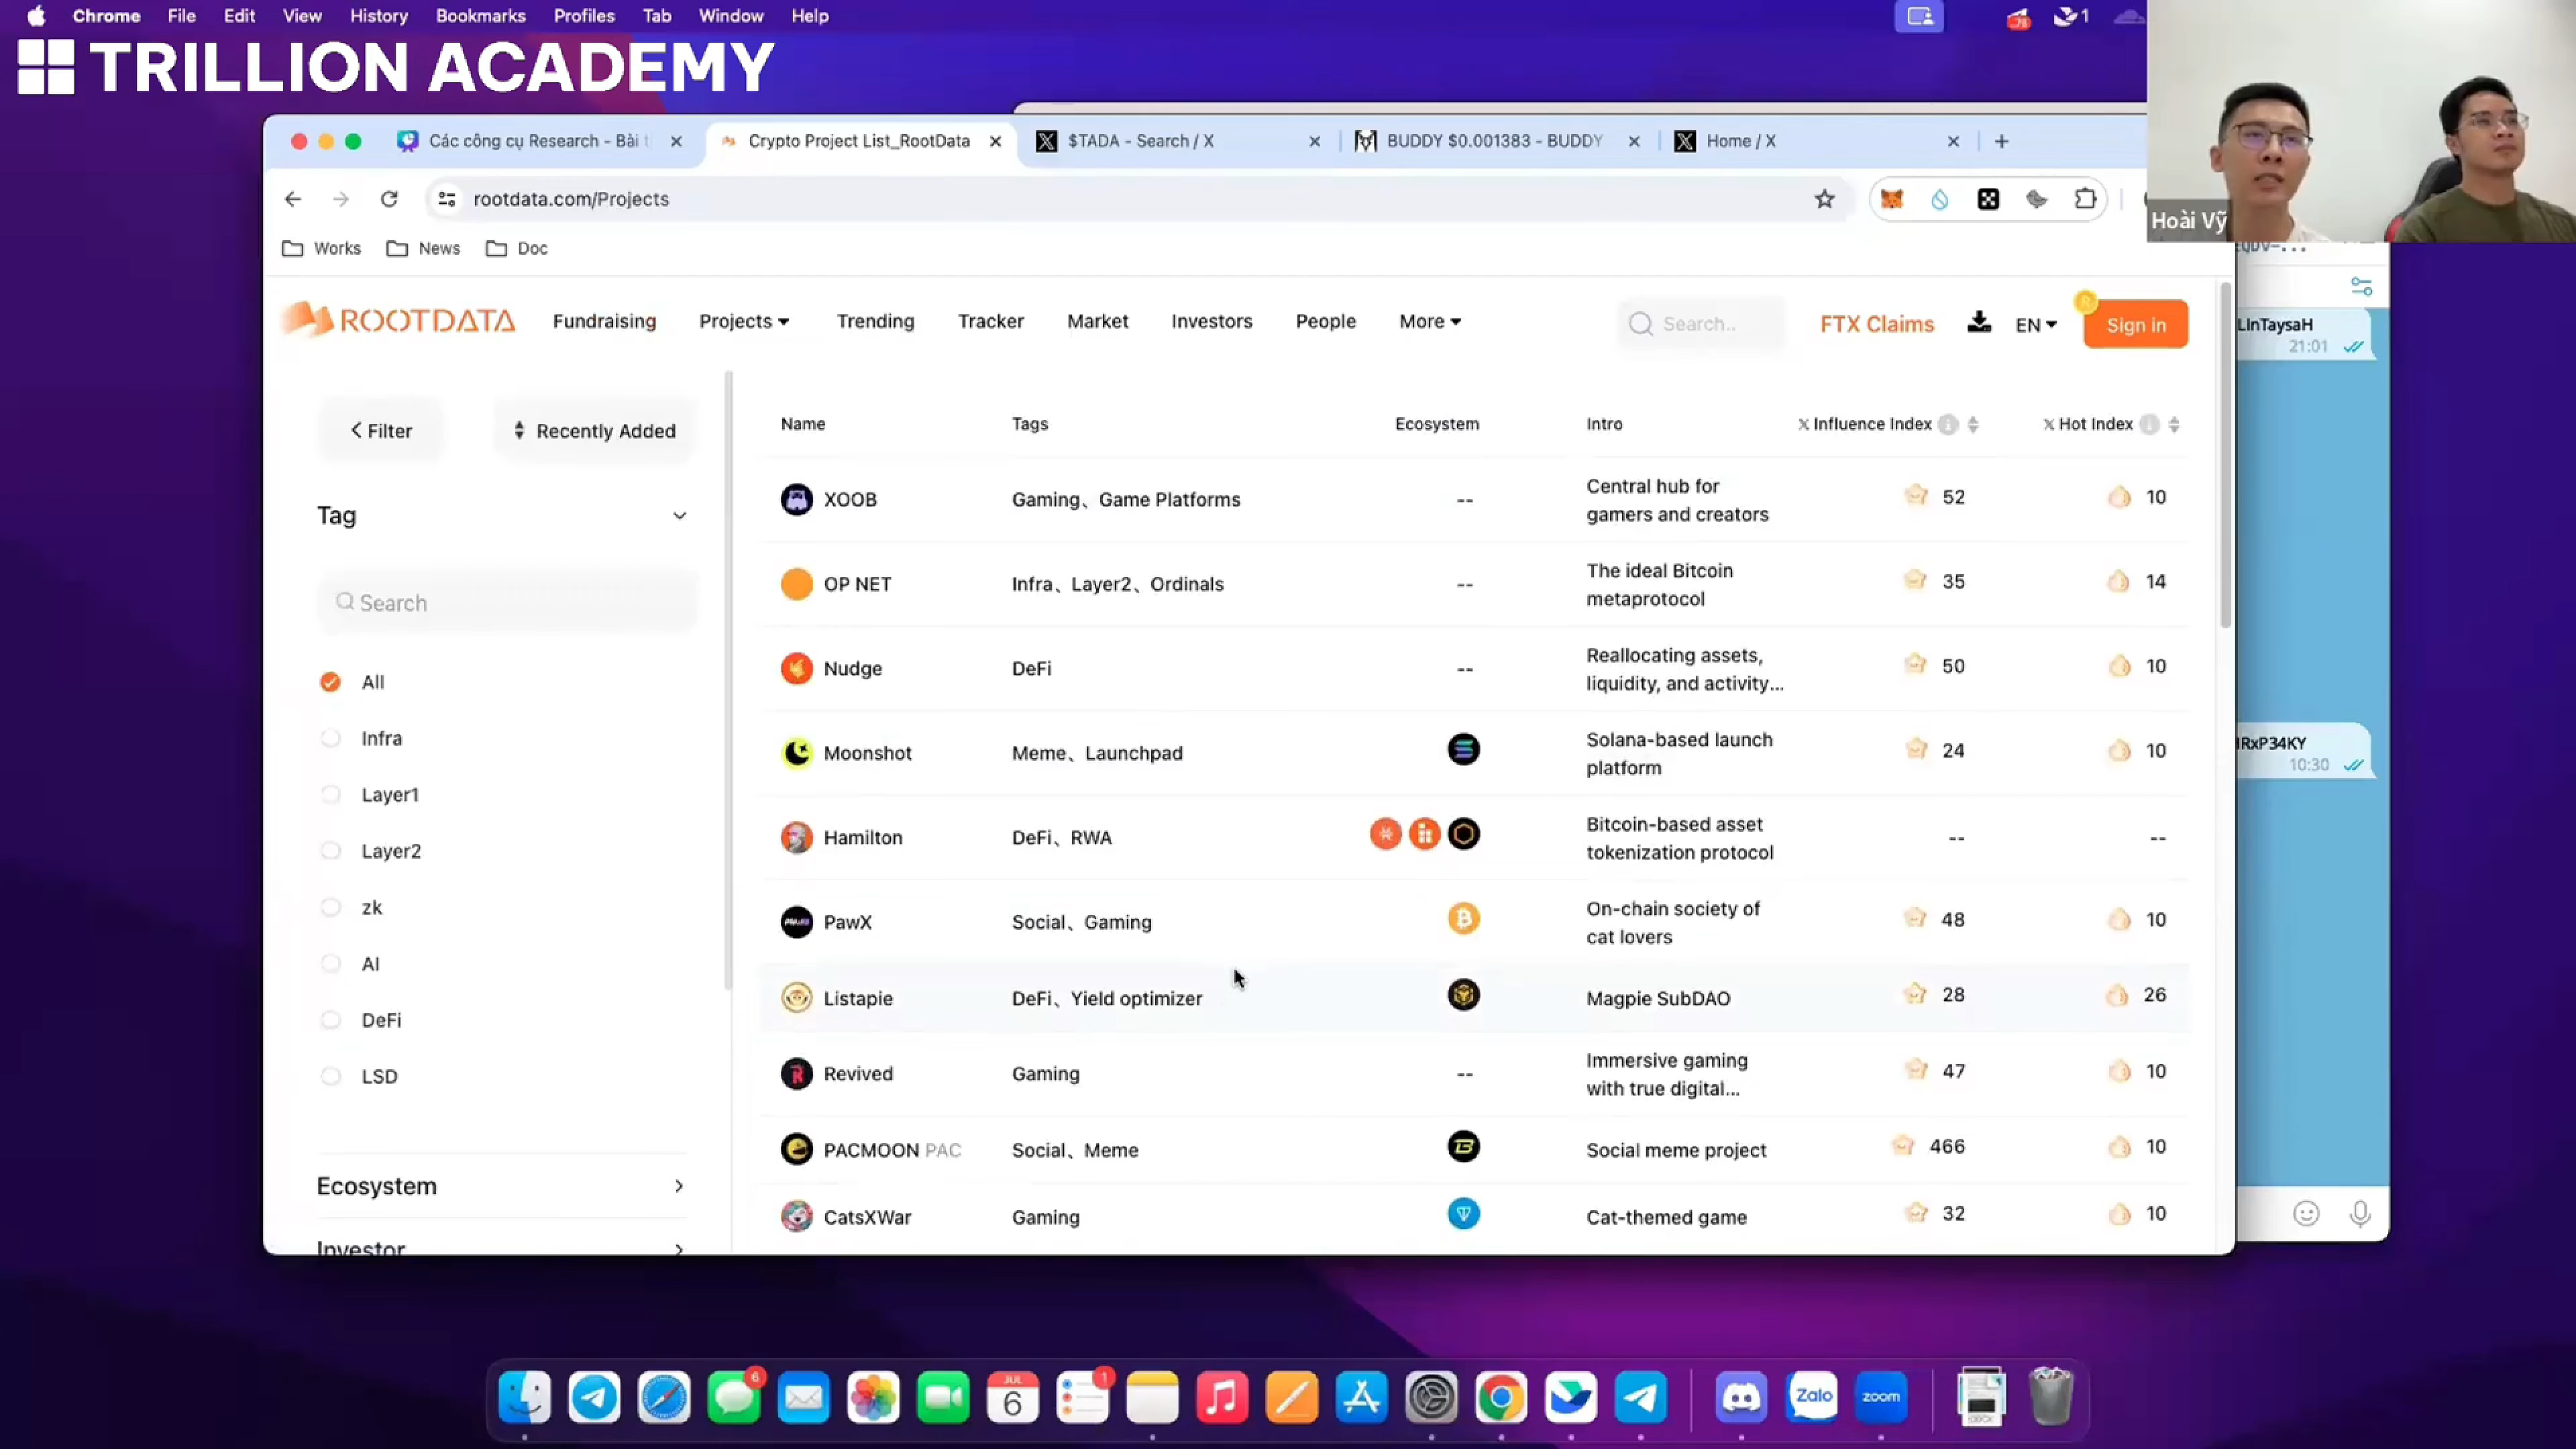 Chrome File Edit View History Bookmarks Profiles Tab Window Help
1
TRILLION ACADEMY
Hoài Vỹ
Các công cụ Research - Bài t
Crypto Project List_RootData
$TADA - Search / X
BUDDY $0.001383 - BUDDY
Home / X
rootdata.com/Projects
Works News Doc
ROOTDATA
Fundraising Projects Trending Tracker Market Investors People More
Search..
FTX Claims EN Sign in
Filter
Recently Added
Tag
Search
All
Infra
Layer1
Layer2
zk
AI
DeFi
LSD
Ecosystem
Investor
Name Tags Ecosystem Intro X Influence Index X Hot Index
XOOB Gaming、Game Platforms -- Central hub for gamers and creators 52 10
OP NET Infra、Layer2、Ordinals -- The ideal Bitcoin metaprotocol 35 14
Nudge DeFi -- Reallocating assets, liquidity, and activity... 50 10
Moonshot Meme、Launchpad Solana-based launch platform 24 10
Hamilton DeFi、RWA Bitcoin-based asset tokenization protocol -- --
PawX Social、Gaming On-chain society of cat lovers 48 10
Listapie DeFi、Yield optimizer Magpie SubDAO 28 26
Revived Gaming -- Immersive gaming with true digital... 47 10
PACMOON PAC Social、Meme Social meme project 466 10
CatsXWar Gaming Cat-themed game 32 10
LinTaysaH
21:01
RxP34KY
10:30
6
JUL
6
1
Zalo
zoom
DOCX